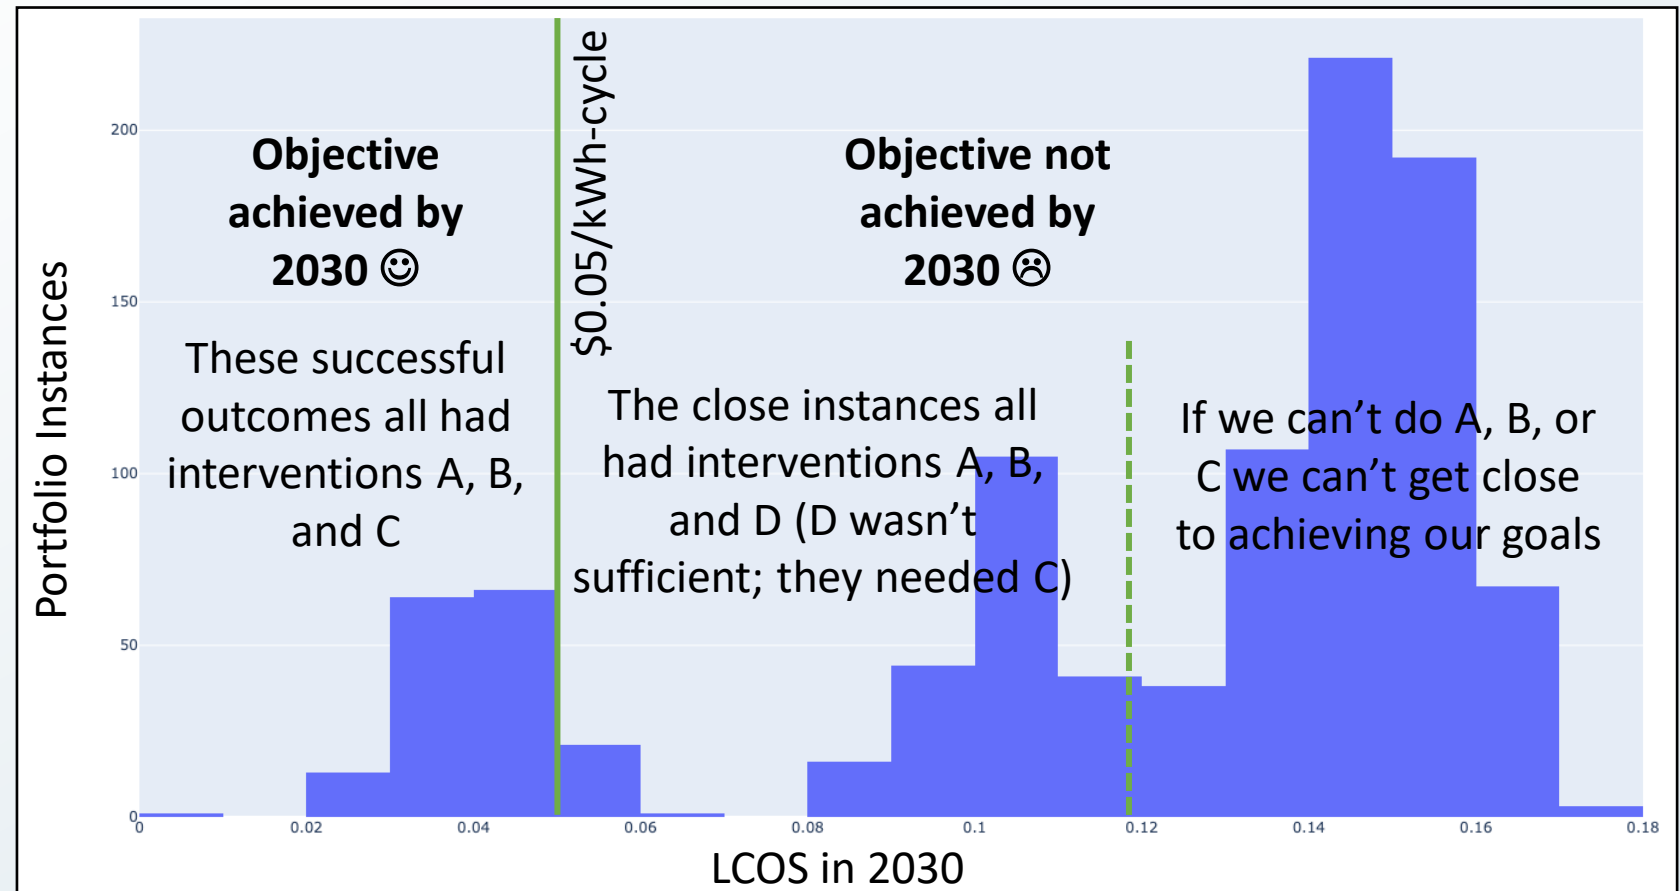 Objective
achieved by
2030 ☺
These successful
outcomes all had
interventions A, B,
and C
$0.05/kWh-cycle
Objective not
achieved by
2030 ☹
The close instances all
had interventions A, B,
and D (D wasn’t
sufficient; they needed C)
If we can’t do A, B, or
C we can’t get close
to achieving our goals
Portfolio Instances
200
150
100
50
0
0
0.02
0.04
0.06
0.08
0.1
0.12
0.14
0.16
0.18
LCOS in 2030